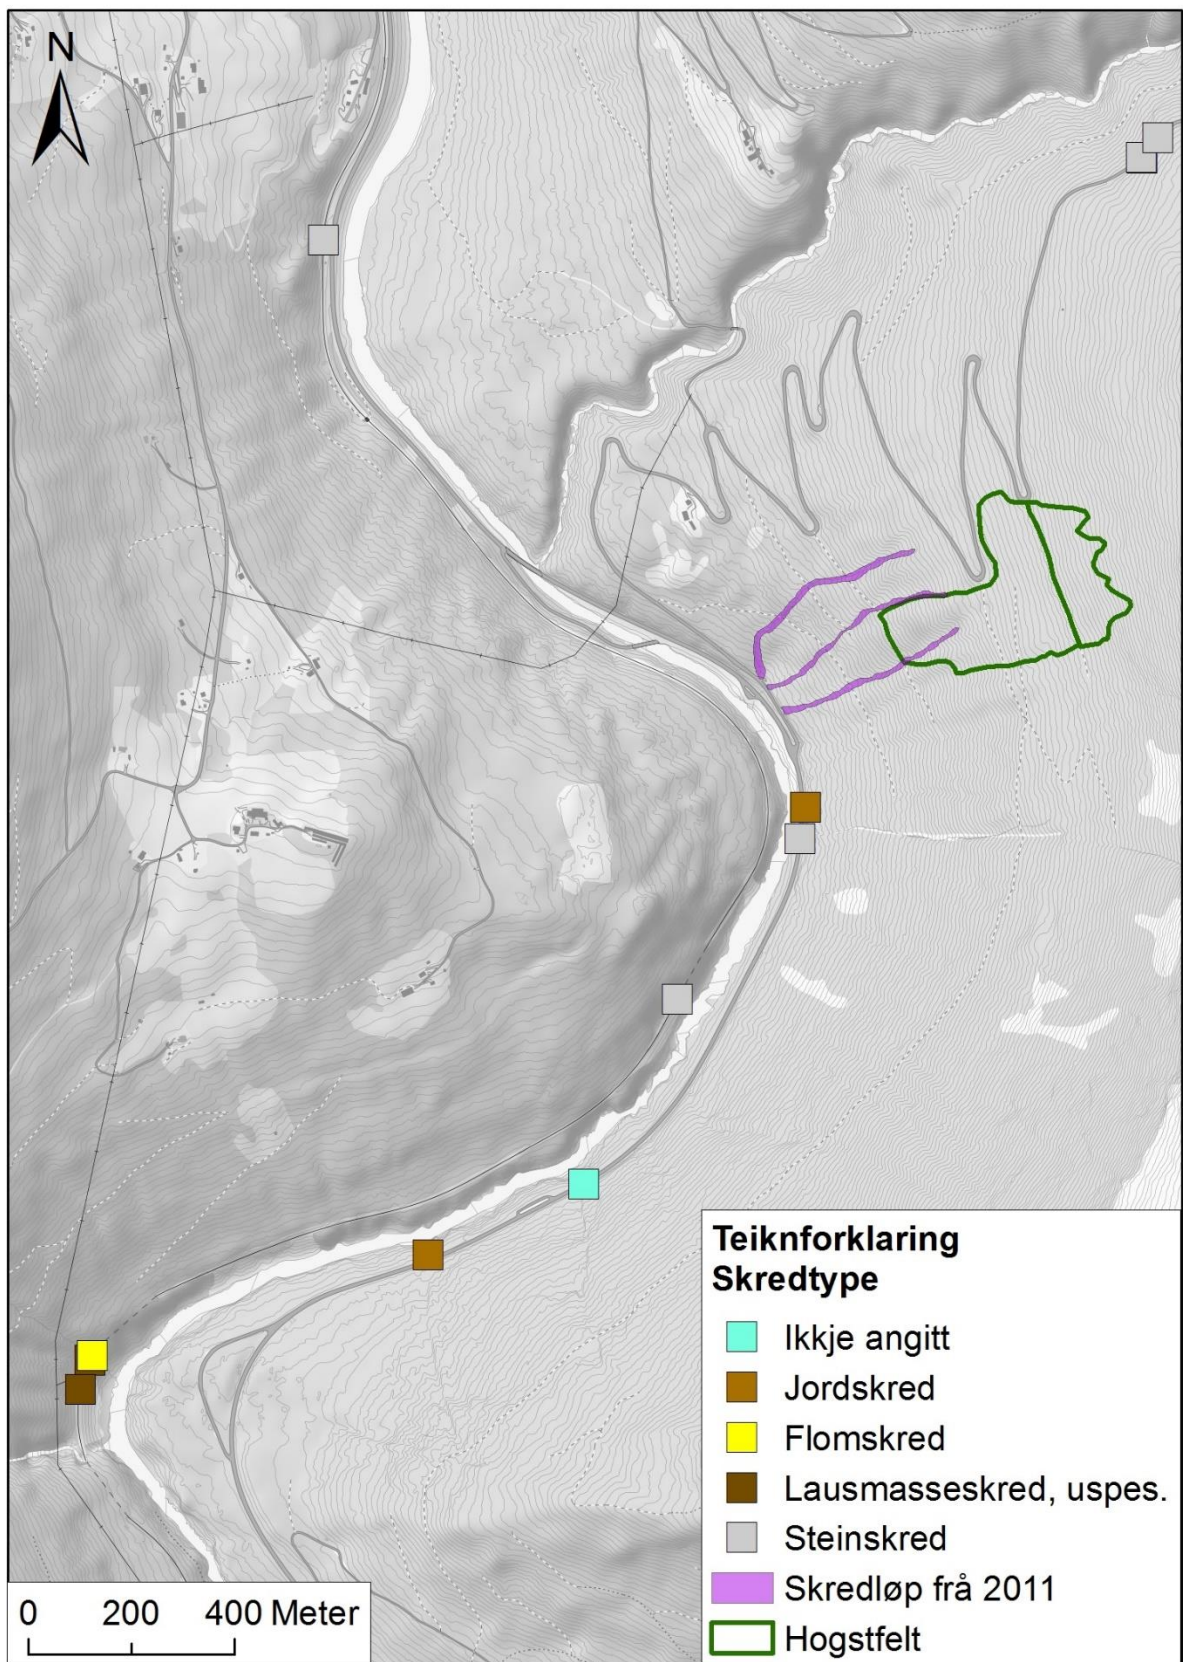 N
Teiknforklaring
Skredtype
Ikkje angitt
Jordskred
Flomskred
Lausmasseskred, uspes.
Steinskred
Skredløp frå 2011
Hogstfelt
0 200 400 Meter